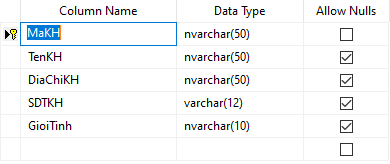 Column Name Data Type Allow Nulls
MaKH nvarchar(50)
TenKH nvarchar(50)
DiaChiKH nvarchar(50)
SDTKH varchar(12)
GioiTinh nvarchar(10)